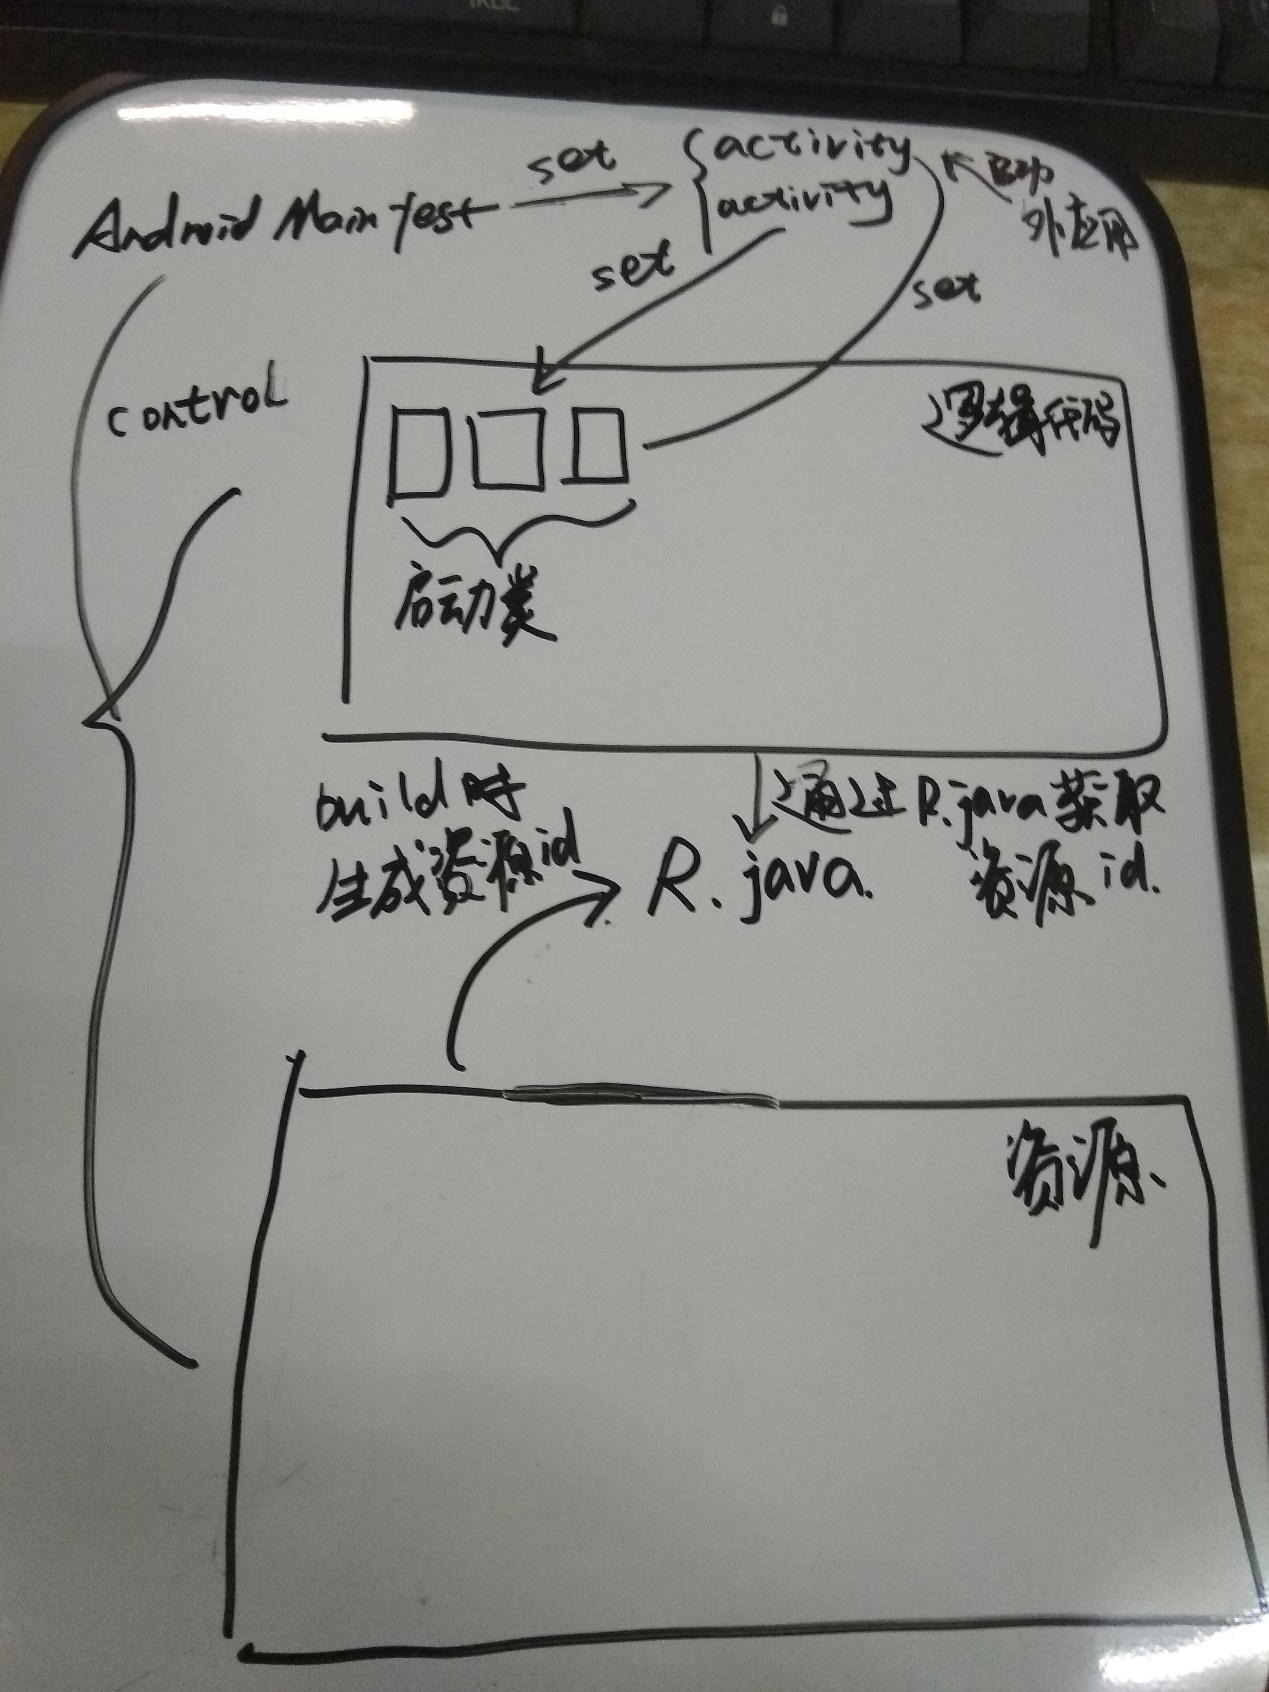 set
Android Mainfest
activity
activity
外应用
set
set
control
逻辑代码
启动类
build时
生成资源id
通过R.java获取
资源id.
R.java.
资源